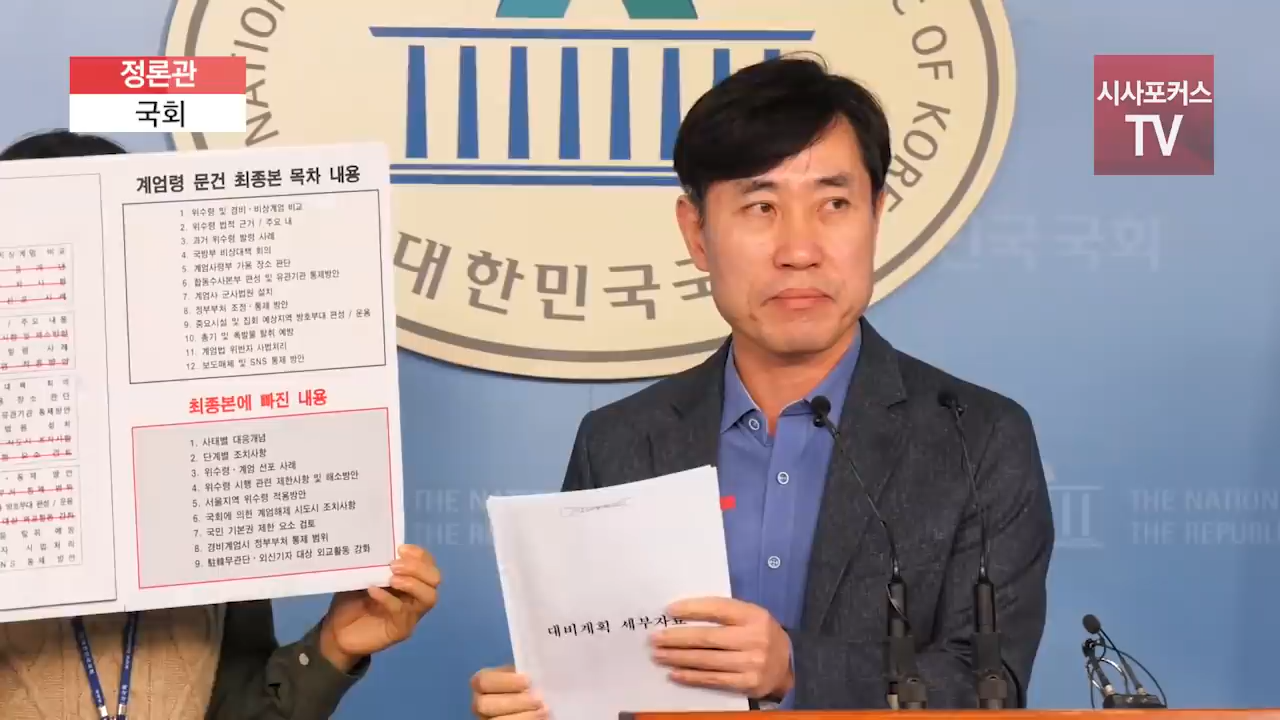 정론관
국회
시사포커스
TV
NATION
OF KORE
대한민국국
계엄령 문건 최종본 목차 내용
1 위수령 및 경비·비상계엄 비교
2. 위수령 법적 근거 / 주요 내
3. 과거 위수령 발령 사례
4. 국방부 비상대책 회의
5. 계엄사령부 가용 장소 판단
6 합동수사본부 편성 및 유관기관 통제방안
7. 계엄사 군사법원 설치
8. 정부부처 조정·통제 방안
9. 중요시설 및 집회 예상지역 방호부대 편성 / 운용
10. 총기 및 폭발물 탈취 예방
11. 계엄법 위반자 사법처리
12. 보도매체 및 SNS 통제 방안
최종본에 빠진 내용
1. 사태별 대응개념
2. 단계별 조치사항
3. 위수령·계엄 선포 사례
4. 위수령 시행 관련 제한사항 및 해소방안
5. 서울지역 위수령 적용방안
6. 국회에 의한 계엄해제 시도시 조치사항
7. 국민 기본권 제한 요소 검토
8. 경비계엄시 정부부처 통제 범위
9. 駐韓무관단·외신기자 대상 외교활동 강화
대비계획 세부자료
민국국회
THE NATION
THE REPUBLI
THE NATIONA
THE REPUBLIC